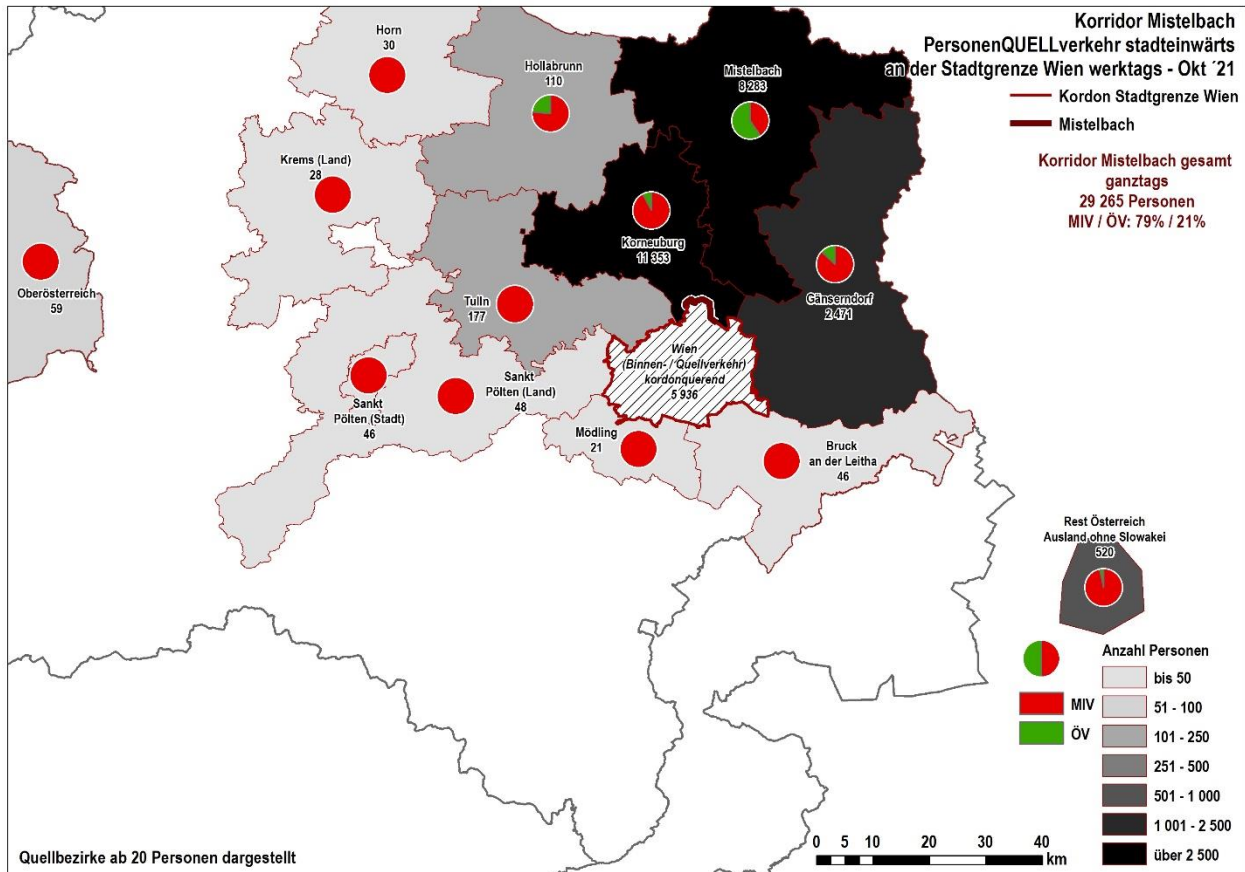 Korridor Mistelbach
PersonenQUELLverkehr stadteinwärts
an der Stadtgrenze Wien werktags - Okt ´21
Kordon Stadtgrenze Wien
Mistelbach
Korridor Mistelbach gesamt
ganztags
29 265 Personen
MIV / ÖV: 79% / 21%
Horn
30
Hollabrunn
110
Mistelbach
8 283
Krems (Land)
28
Korneuburg
11 353
Gänserndorf
2 471
Oberösterreich
59
Tulln
177
Wien
(Binnen- / Quellverkehr)
kordonquerend
5 936
Sankt
Pölten (Land)
48
Sankt
Pölten (Stadt)
46
Mödling
21
Bruck
an der Leitha
46
Rest Österreich
Ausland ohne Slowakei
520
MIV
ÖV
Anzahl Personen
bis 50
51 - 100
101 - 250
251 - 500
501 - 1 000
1 001 - 2 500
über 2 500
Quellbezirke ab 20 Personen dargestellt
0 5 10 20 30 40
km